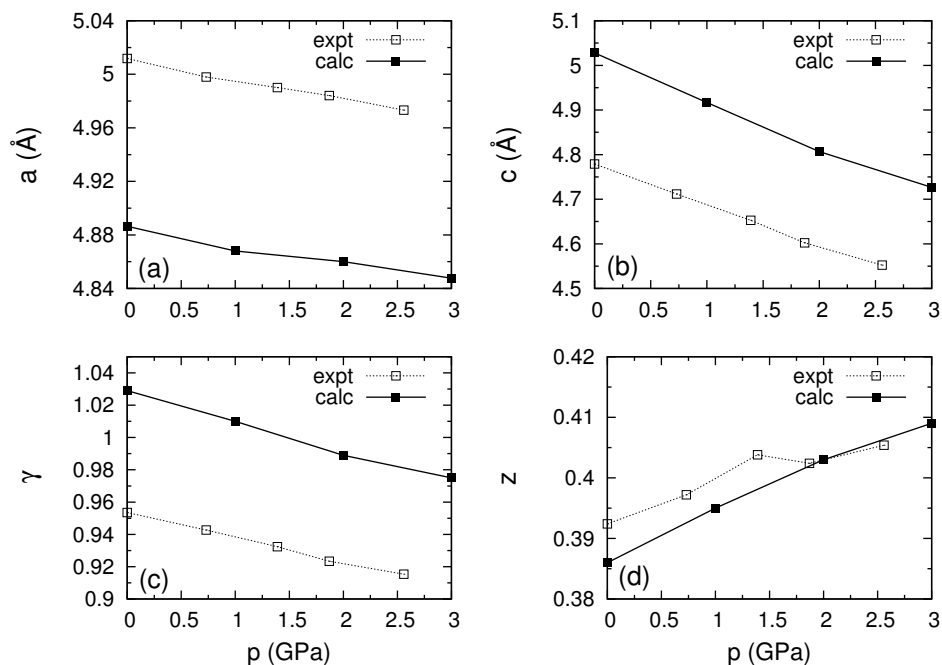 5.04
5
4.96
4.92
4.88
4.84
a (Å)
expt
calc
(a)
0 0.5 1 1.5 2 2.5 3
5.1
5
4.9
4.8
4.7
4.6
4.5
c (Å)
expt
calc
(b)
0 0.5 1 1.5 2 2.5 3
1.04
1.02
1
0.98
0.96
0.94
0.92
0.9
γ
expt
calc
(c)
0 0.5 1 1.5 2 2.5 3
p (GPa)
0.42
0.41
0.4
0.39
0.38
z
expt
calc
(d)
0 0.5 1 1.5 2 2.5 3
p (GPa)